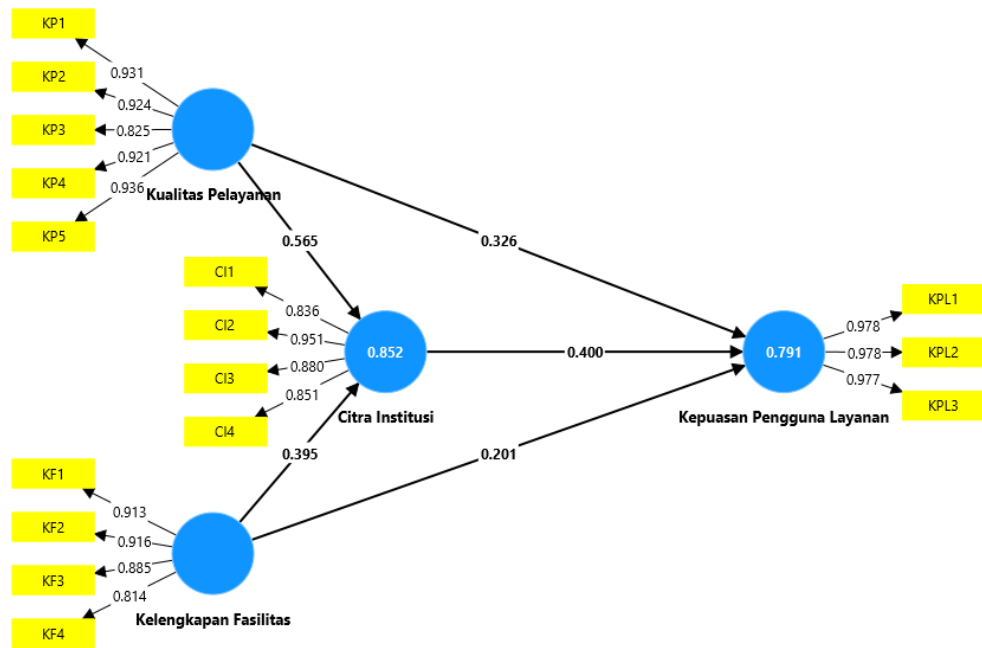 KP1
0.931
KP2
0.924
KP3
0.825
KP4
0.921
KP5
0.936
Kualitas Pelayanan
0.565
0.326
CI1
0.836
CI2
0.951
CI3
0.880
CI4
0.851
0.852
Citra Institusi
0.400
0.791
Kepuasan Pengguna Layanan
KPL1
0.978
KPL2
0.978
KPL3
0.977
0.395
0.201
KF1
0.913
KF2
0.916
KF3
0.885
KF4
0.814
Kelengkapan Fasilitas